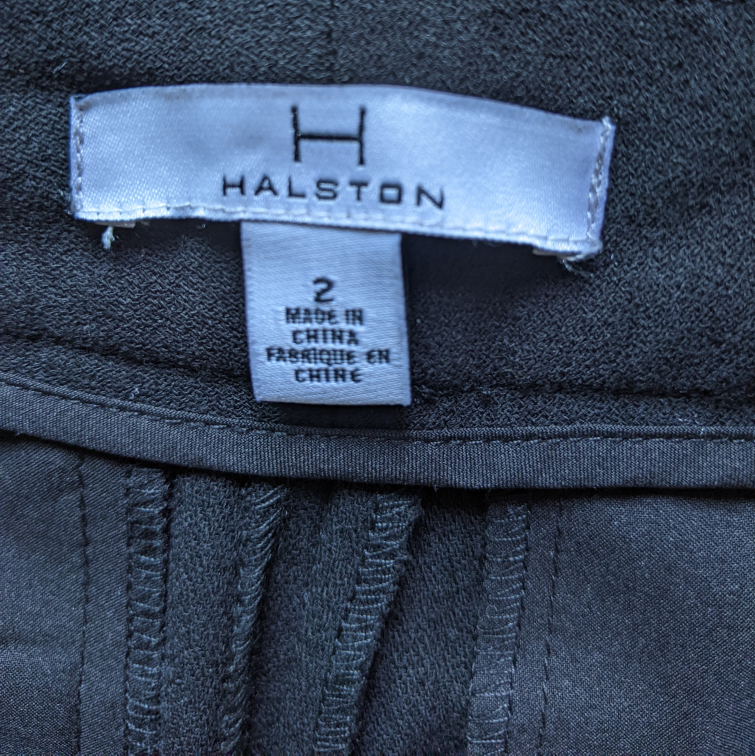 H
HALSTON
2
MADE IN
CHINA
FABRIQUE EN
CHINE